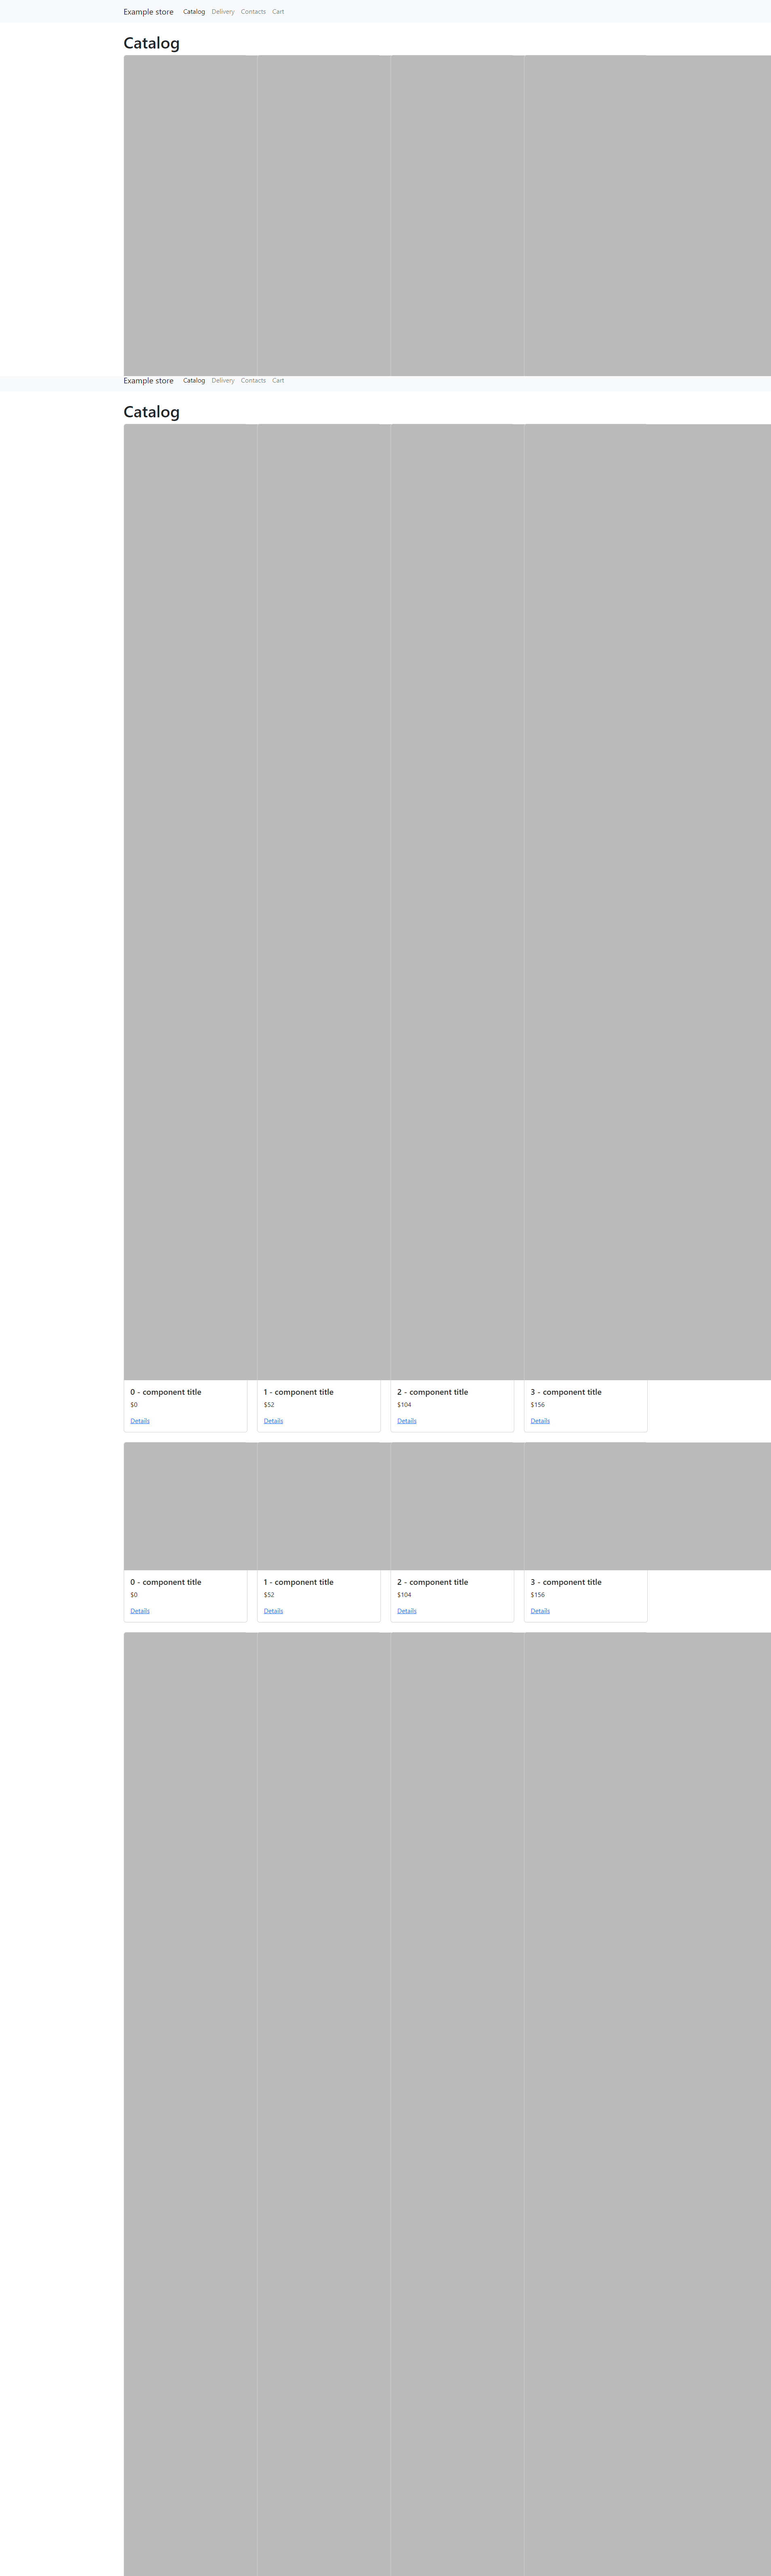 Example store Catalog Delivery Contacts Cart
Catalog
Example store Catalog Delivery Contacts Cart
Catalog
0 - component title 1 - component title 2 - component title 3 - component title
$0 $52 $104 $156
Details Details Details Details
0 - component title 1 - component title 2 - component title 3 - component title
$0 $52 $104 $156
Details Details Details Details